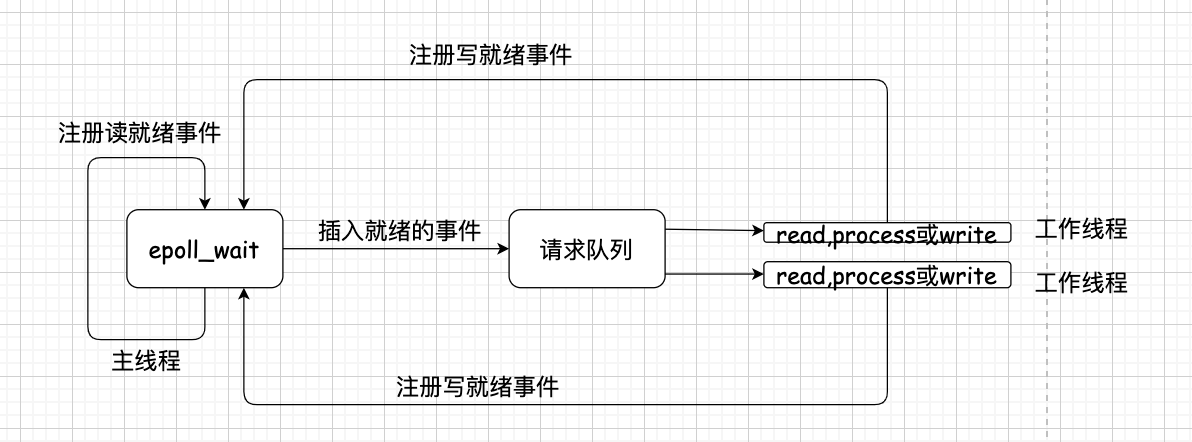 注册写就绪事件
注册读就绪事件
epoll_wait
插入就绪的事件
请求队列
read,process或write
工作线程
read,process或write
工作线程
主线程
注册写就绪事件